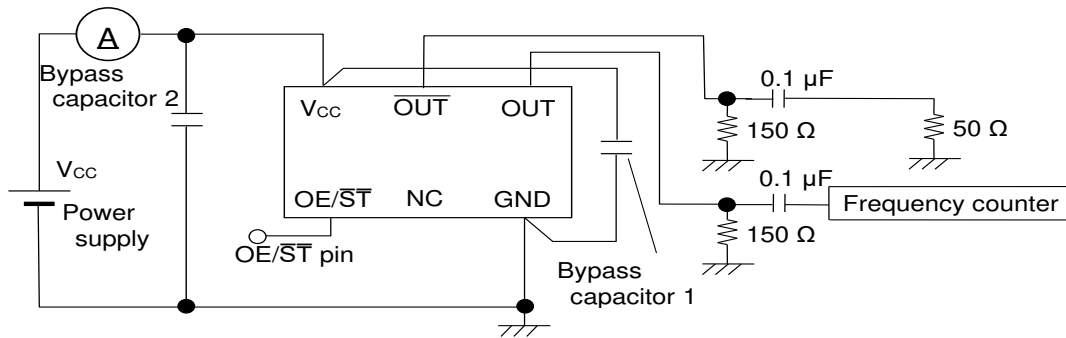 A
Bypass
capacitor 2
VCC
Power
supply
VCC
OUT
OUT
OE/ST
NC
GND
OE/ST pin
Bypass
capacitor 1
0.1 µF
150 Ω
50 Ω
0.1 µF
150 Ω
Frequency counter